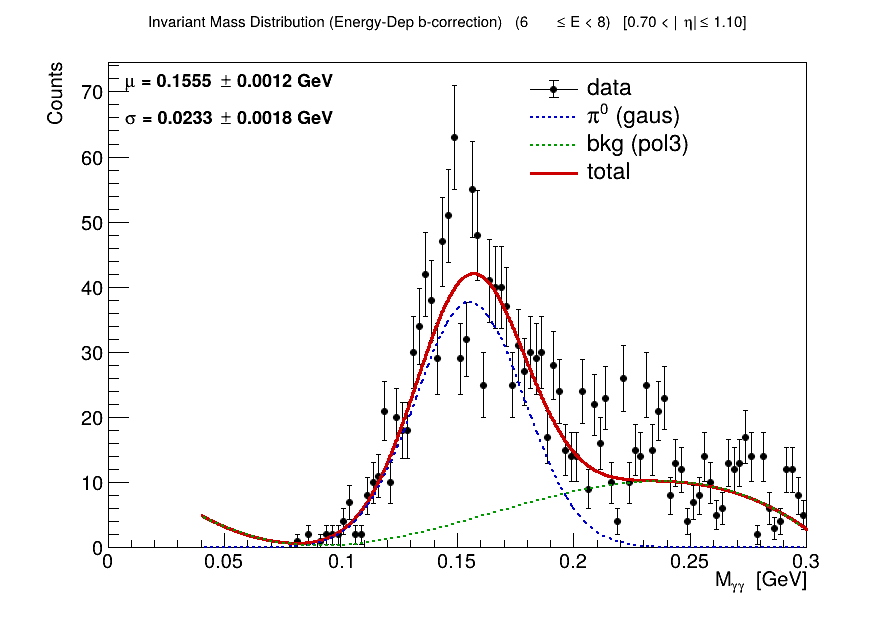 Invariant Mass Distribution (Energy-Dep b-correction) (6 ≤ E < 8) [0.70 < | η| ≤ 1.10]
Counts
μ = 0.1555 ± 0.0012 GeV
σ = 0.0233 ± 0.0018 GeV
data
π⁰ (gaus)
bkg (pol3)
total
70
60
50
40
30
20
10
0
0 0.05 0.1 0.15 0.2 0.25 0.3
Mγγ [GeV]